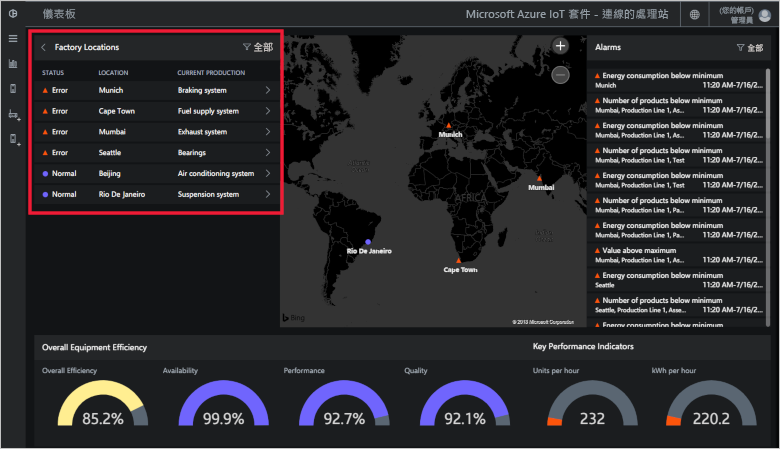 儀表板
Microsoft Azure IoT 套件 - 連線的處理站
(您的帳戶)
管理員
Factory Locations
全部
STATUS LOCATION CURRENT PRODUCTION
Error Munich Braking system
Error Cape Town Fuel supply system
Error Mumbai Exhaust system
Error Seattle Bearings
Normal Beijing Air conditioning system
Normal Rio De Janeiro Suspension system
Munich
Mumbai
AFRICA
Rio De Janeiro
Cape Town
Bing
© 2018 Microsoft Corporation
Alarms
全部
Energy consumption below minimum
Munich 11:20 AM-7/16/2...
Number of products below minimum
Mumbai, Production Line 1, As... 11:20 AM-7/16/2...
Energy consumption below minimum
Mumbai, Production Line 1, As... 11:20 AM-7/16/2...
Number of products below minimum
Mumbai, Production Line 1, Test 11:20 AM-7/16/2...
Energy consumption below minimum
Mumbai, Production Line 1, Test 11:20 AM-7/16/2...
Number of products below minimum
Mumbai, Production Line 1, Pa... 11:20 AM-7/16/2...
Energy consumption below minimum
Mumbai, Production Line 1, Pa... 11:20 AM-7/16/2...
Value above maximum
Mumbai, Production Line 1, As... 11:20 AM-7/16/2...
Energy consumption below minimum
Seattle 11:20 AM-7/16/2...
Number of products below minimum
Seattle, Production Line 1, Asse... 11:20 AM-7/16/2...
Energy consumption below minimum
Overall Equipment Efficiency
Key Performance Indicators
Overall Efficiency Availability Performance Quality Units per hour kWh per hour
85.2% 99.9% 92.7% 92.1% 232 220.2